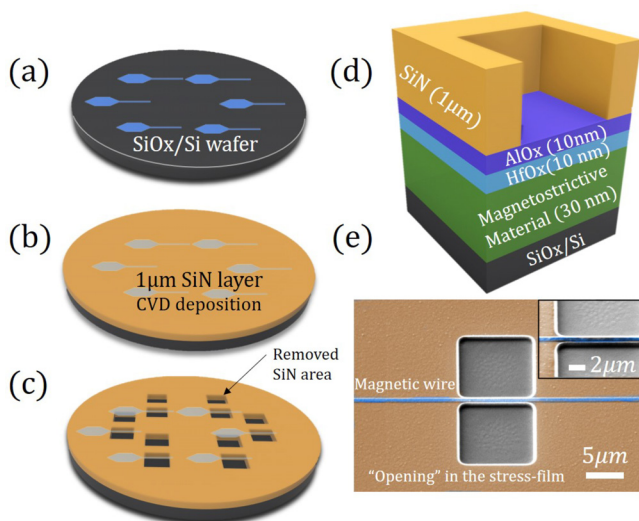 (a)
SiOx/Si wafer
(b)
1μm SiN layer
CVD deposition
(c)
Removed
SiN area
(d)
SiN (1μm)
AlOx (10nm)
HfOx(10 nm)
Magnetostrictive
Material (30 nm)
SiOx/Si
(e)
Magnetic wire
2μm
"Opening" in the stress-film
5μm